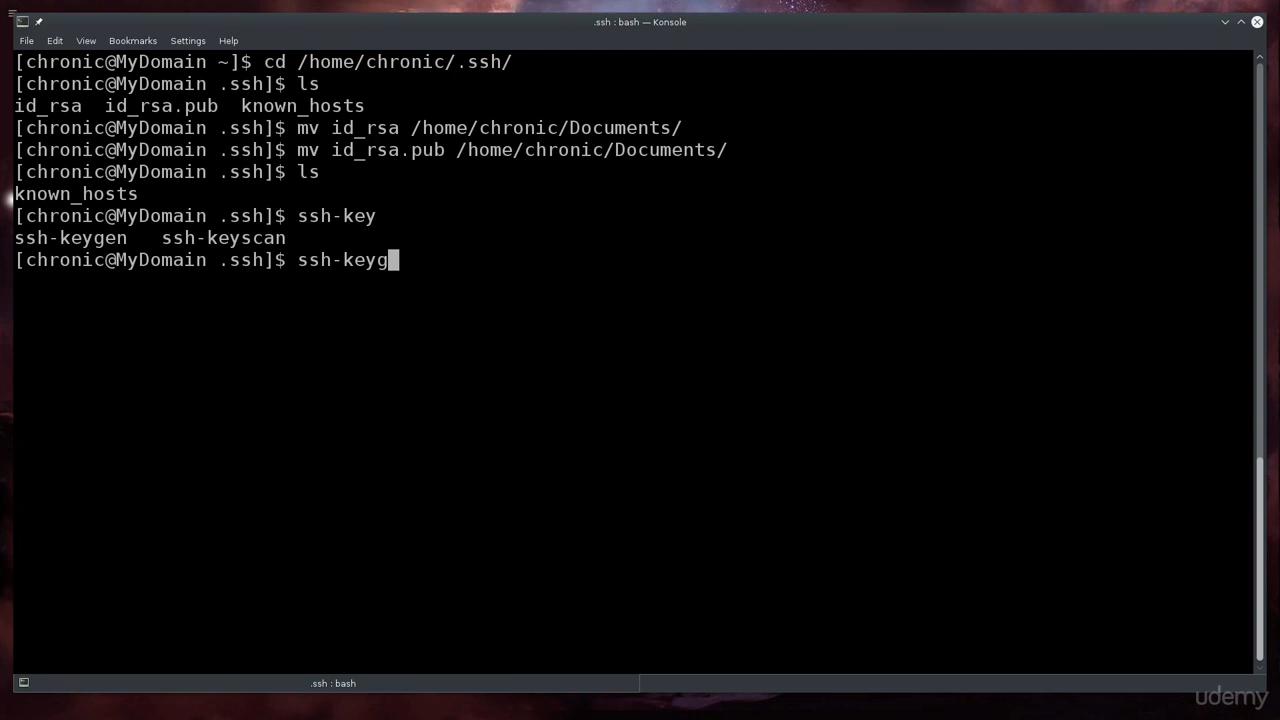 .ssh : bash — Konsole
File Edit View Bookmarks Settings Help
[chronic@MyDomain ~]$ cd /home/chronic/.ssh/
[chronic@MyDomain .ssh]$ ls
id_rsa  id_rsa.pub  known_hosts
[chronic@MyDomain .ssh]$ mv id_rsa /home/chronic/Documents/
[chronic@MyDomain .ssh]$ mv id_rsa.pub /home/chronic/Documents/
[chronic@MyDomain .ssh]$ ls
known_hosts
[chronic@MyDomain .ssh]$ ssh-key
ssh-keygen   ssh-keyscan
[chronic@MyDomain .ssh]$ ssh-keyg
.ssh : bash
udemy